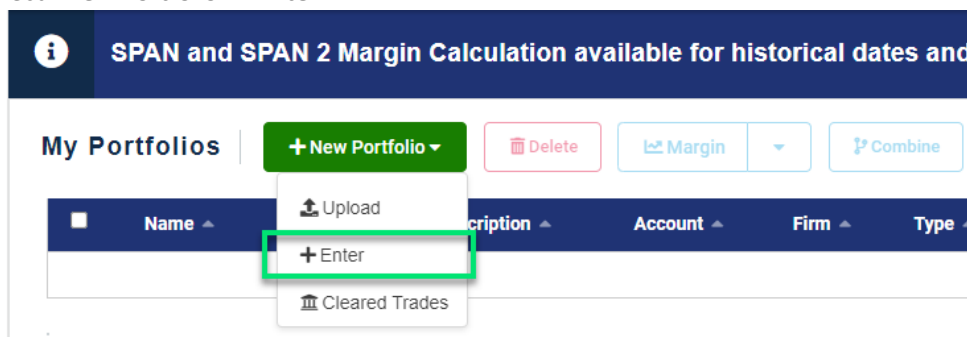 SPAN and SPAN 2 Margin Calculation available for historical dates and
My Portfolios
+ New Portfolio
Delete
Margin
Combine
Name
cription
Account
Firm
Type
Upload
+ Enter
Cleared Trades